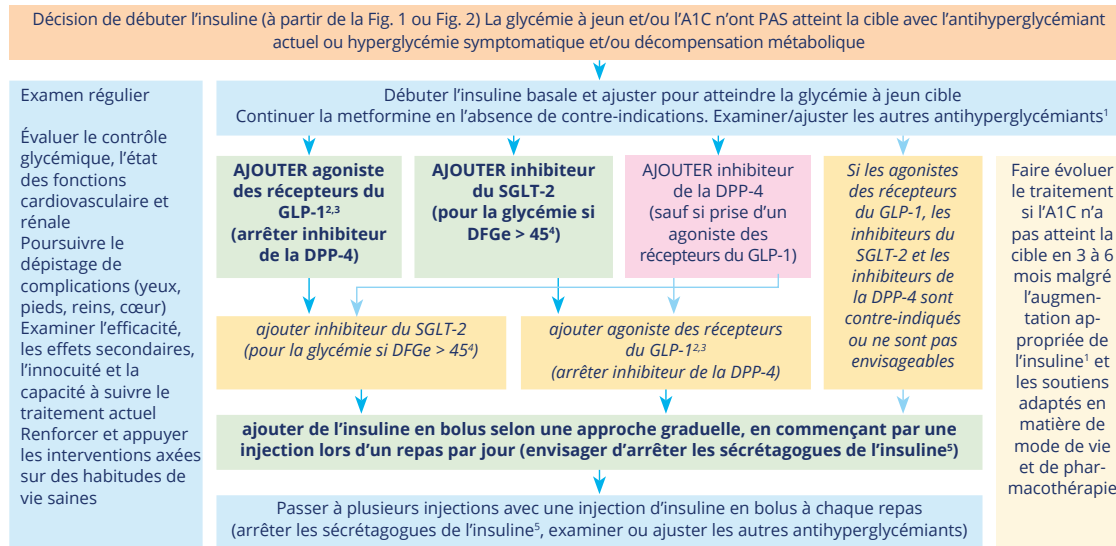 Décision de débuter l’insuline (à partir de la Fig. 1 ou Fig. 2) La glycémie à jeun et/ou l’A1C n’ont PAS atteint la cible avec l’antihyperglycémiant
actuel ou hyperglycémie symptomatique et/ou décompensation métabolique
Examen régulier
Évaluer le contrôle
glycémique, l’état
des fonctions
cardiovasculaire et
rénale
Poursuivre le
dépistage de
complications (yeux,
pieds, reins, cœur)
Examiner l’efficacité,
les effets secondaires,
l’innocuité et la
capacité à suivre le
traitement actuel
Renforcer et appuyer
les interventions axées
sur des habitudes de
vie saines
Débuter l’insuline basale et ajuster pour atteindre la glycémie à jeun cible
Continuer la metformine en l’absence de contre-indications. Examiner/ajuster les autres antihyperglycémiants¹
AJOUTER agoniste
des récepteurs du
GLP-1²,³
(arrêter inhibiteur
de la DPP-4)
AJOUTER inhibiteur
du SGLT-2
(pour la glycémie si
DFGe > 45⁴)
AJOUTER inhibiteur
de la DPP-4
(sauf si prise d’un
agoniste des
récepteurs du GLP-1)
Si les agonistes
des récepteurs
du GLP-1, les
inhibiteurs du
SGLT-2 et les
inhibiteurs de
la DPP-4 sont
contre-indiqués
ou ne sont pas
envisageables
Faire évoluer
le traitement
si l’A1C n’a
pas atteint la
cible en 3 à 6
mois malgré
l’augmen-
tation ap-
propriée de
l’insuline¹ et
les soutiens
adaptés en
matière de
mode de vie
et de phar-
macothérapie
ajouter inhibiteur du SGLT-2
(pour la glycémie si DFGe > 45⁴)
ajouter agoniste des récepteurs
du GLP-1²,³
(arrêter inhibiteur de la DPP-4)
ajouter de l’insuline en bolus selon une approche graduelle, en commençant par une
injection lors d’un repas par jour (envisager d’arrêter les sécrétagogues de l’insuline⁵)
Passer à plusieurs injections avec une injection d’insuline en bolus à chaque repas
(arrêter les sécrétagogues de l’insuline⁵, examiner ou ajuster les autres antihyperglycémiants)